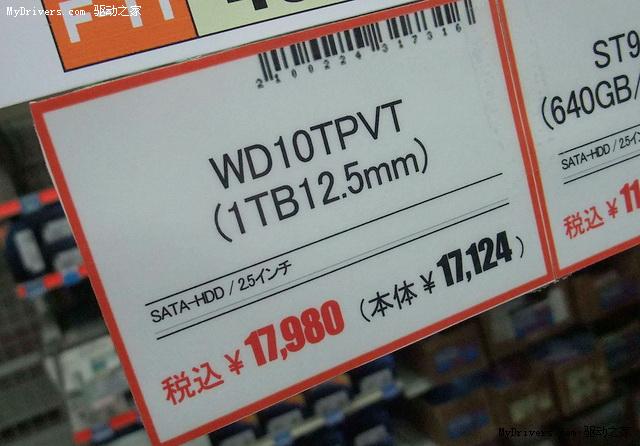 MyDrivers.com 驱动之家
2100224317316
WD10TPVT
(1TB12.5mm)
SATA-HDD / 2.5インチ
税込 ¥17,980 (本体 ¥17,124)
ST9
(640GB/
SATA-HDD / 2.5イン
税込 ¥11
MyDrivers.com 驱动之家